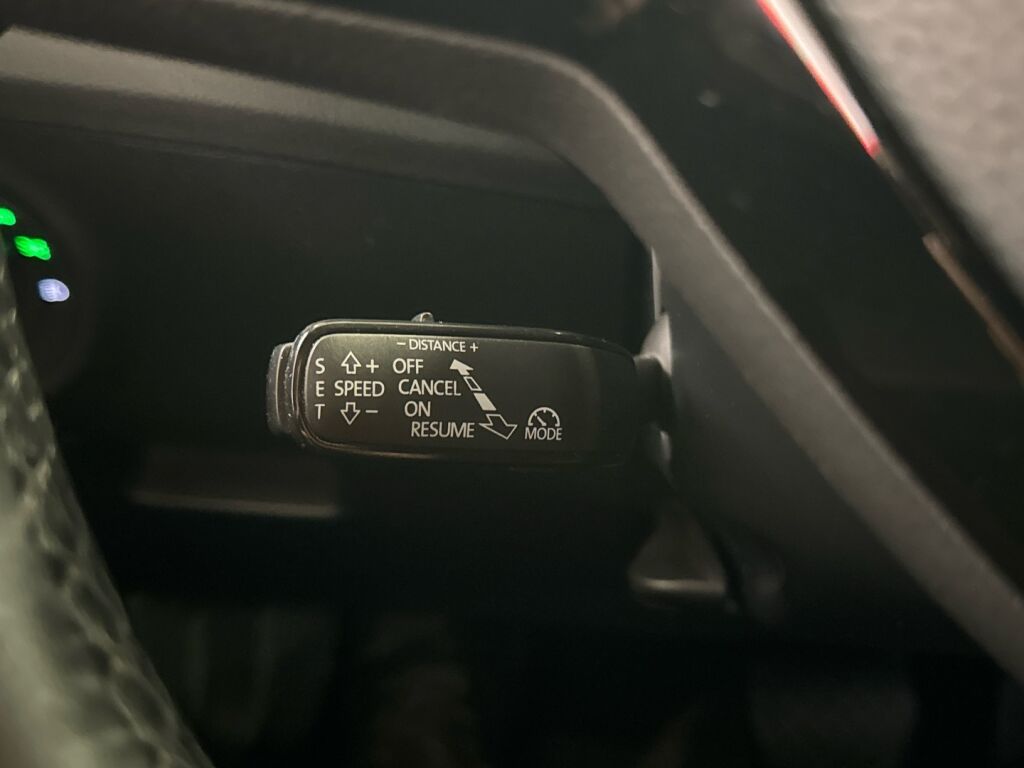 − DISTANCE +
S + OFF
E SPEED CANCEL
T − ON
RESUME MODE